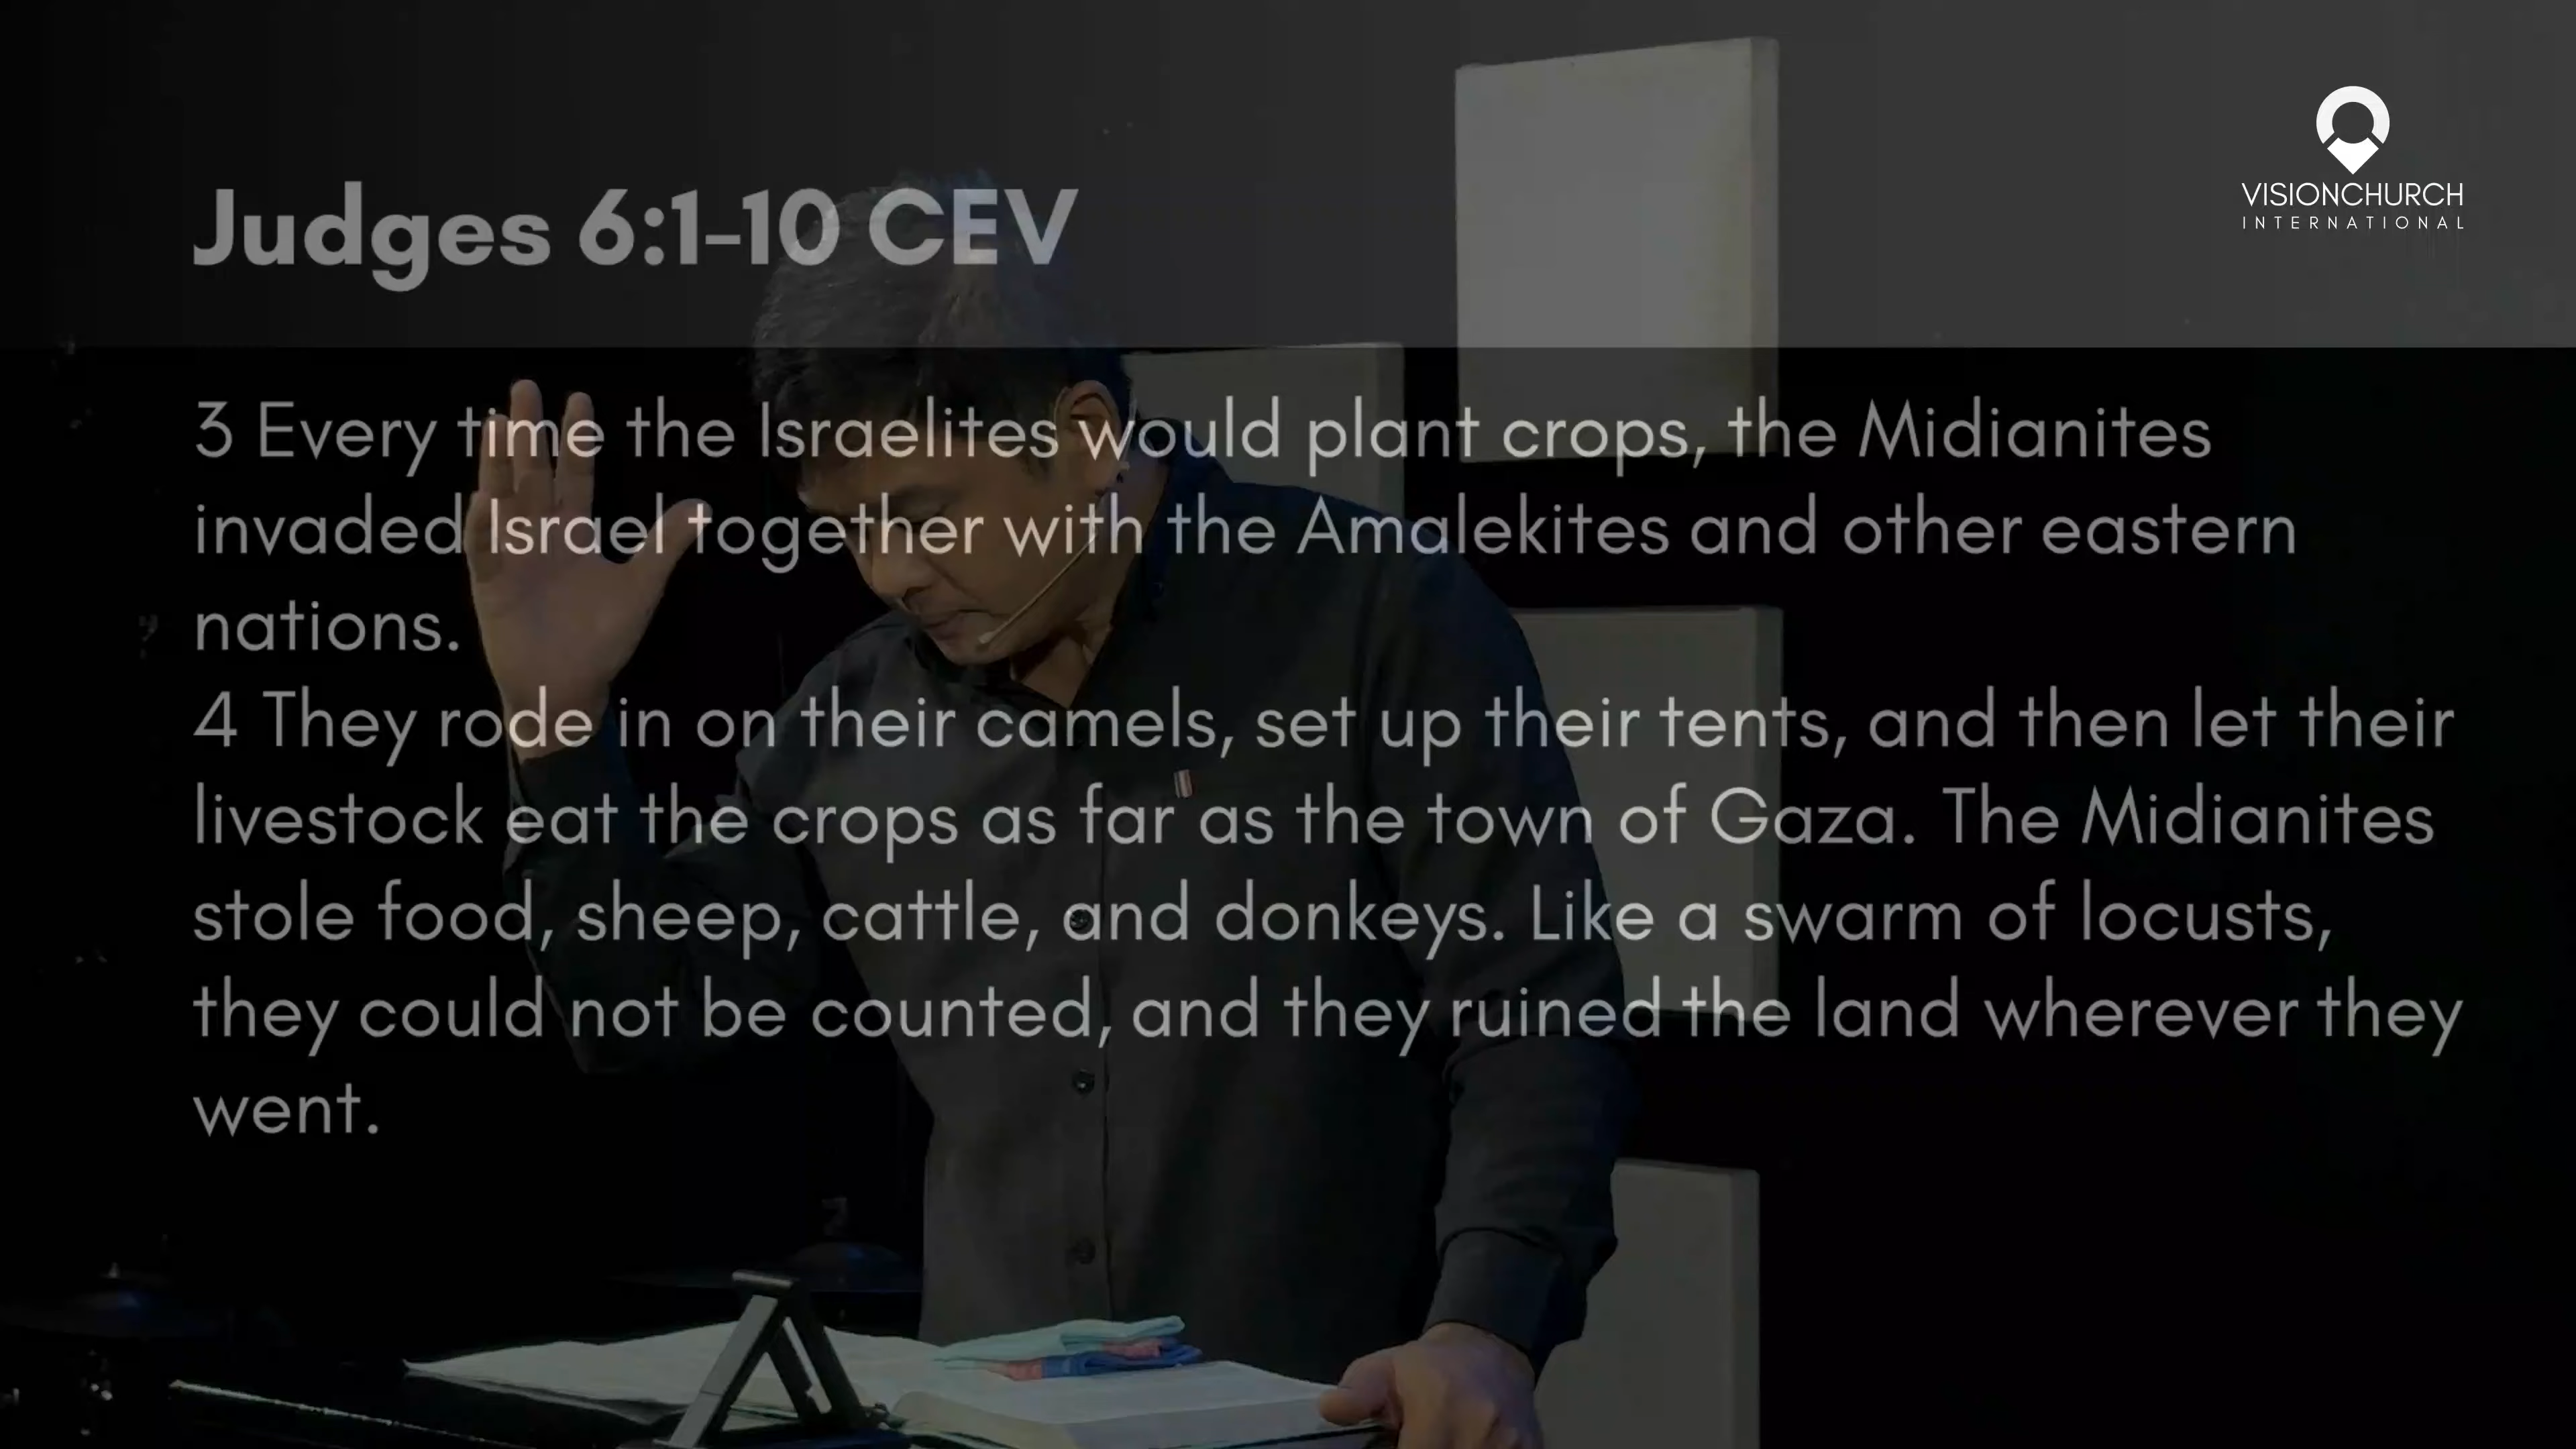 Judges 6:1-10 CEV
VISIONCHURCH
INTERNATIONAL
3 Every time the Israelites would plant crops, the Midianites
invaded Israel together with the Amalekites and other eastern
nations.
4 They rode in on their camels, set up their tents, and then let their
livestock eat the crops as far as the town of Gaza. The Midianites
stole food, sheep, cattle, and donkeys. Like a swarm of locusts,
they could not be counted, and they ruined the land wherever they
went.